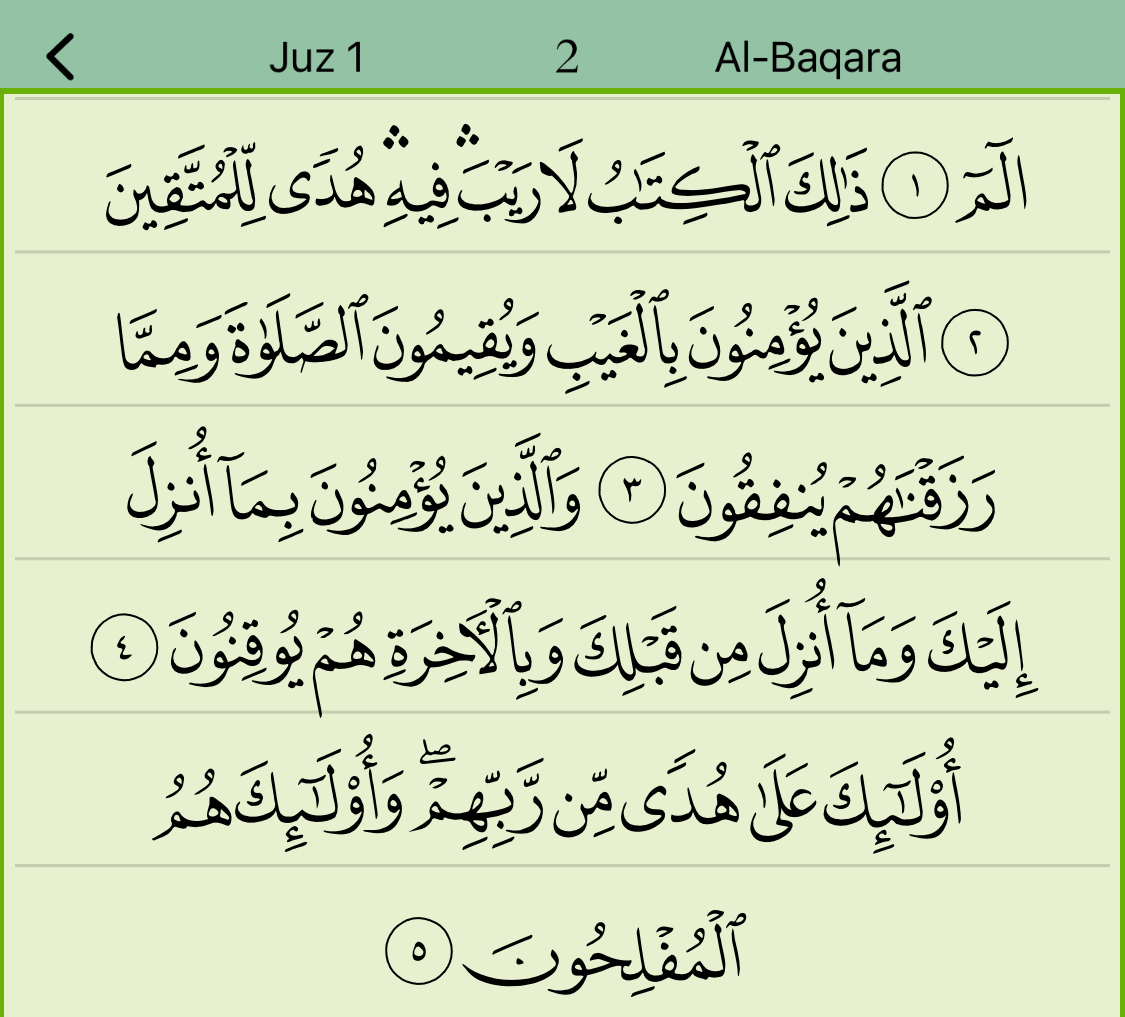 Juz 1 2 Al-Baqara
الٓمٓ ١ ذَٰلِكَ ٱلْكِتَٰبُ لَا رَيْبَ ۛ فِيهِ ۛ هُدًى لِّلْمُتَّقِينَ
٢ ٱلَّذِينَ يُؤْمِنُونَ بِٱلْغَيْبِ وَيُقِيمُونَ ٱلصَّلَوٰةَ وَمِمَّا
رَزَقْنَٰهُمْ يُنفِقُونَ ٣ وَٱلَّذِينَ يُؤْمِنُونَ بِمَآ أُنزِلَ
إِلَيْكَ وَمَآ أُنزِلَ مِن قَبْلِكَ وَبِٱلْأَخِرَةِ هُمْ يُوقِنُونَ ٤
أُوْلَٰٓئِكَ عَلَىٰ هُدًى مِّن رَّبِّهِمْ ۖ وَأُوْلَٰٓئِكَ هُمُ
ٱلْمُفْلِحُونَ ٥